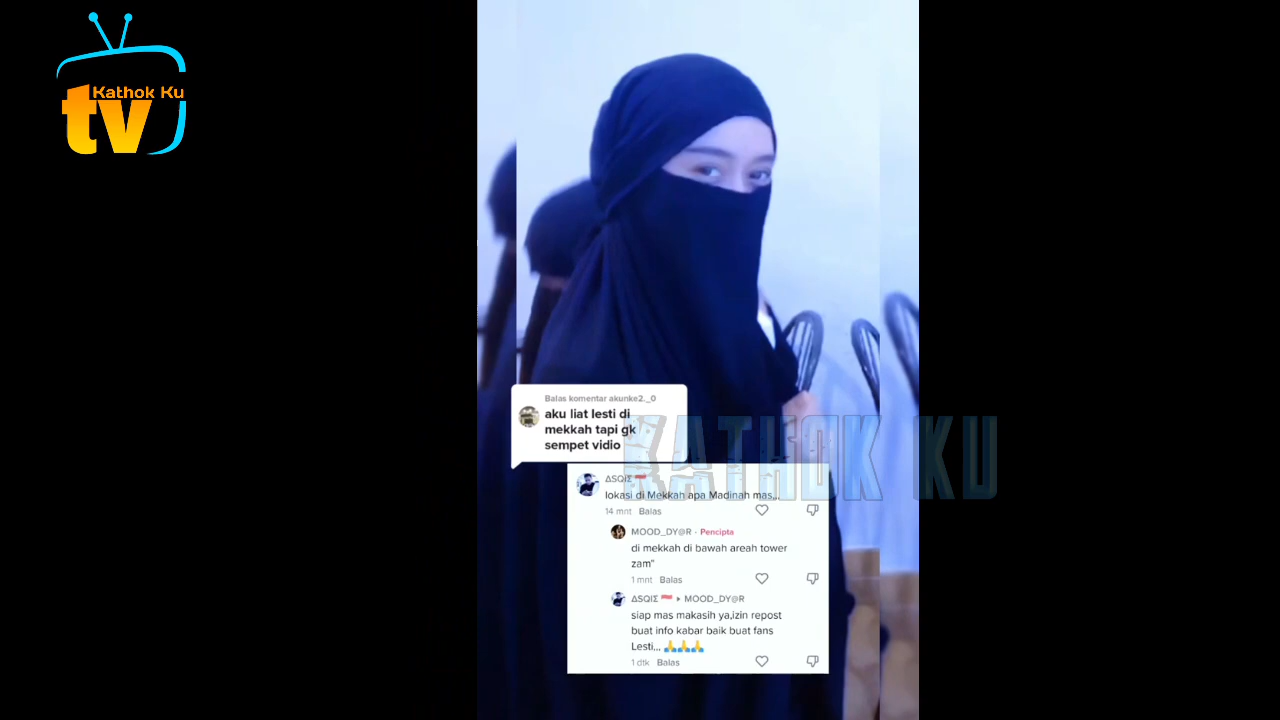 Kathok Ku
tv
Balas komentar akunke2._0
aku liat lesti di
mekkah tapi gk
sempet vidio
KATHOK KU
ΔSQIΣ
lokasi di Mekkah apa Madinah mas,,,
14 mnt Balas
MOOD_DY@R - Pencipta
di mekkah di bawah areah tower
zam"
1 mnt Balas
ΔSQIΣ MOOD_DY@R
siap mas makasih ya,izin repost
buat info kabar baik buat fans
Lesti,,, 🙏🙏🙏
1 dtk Balas